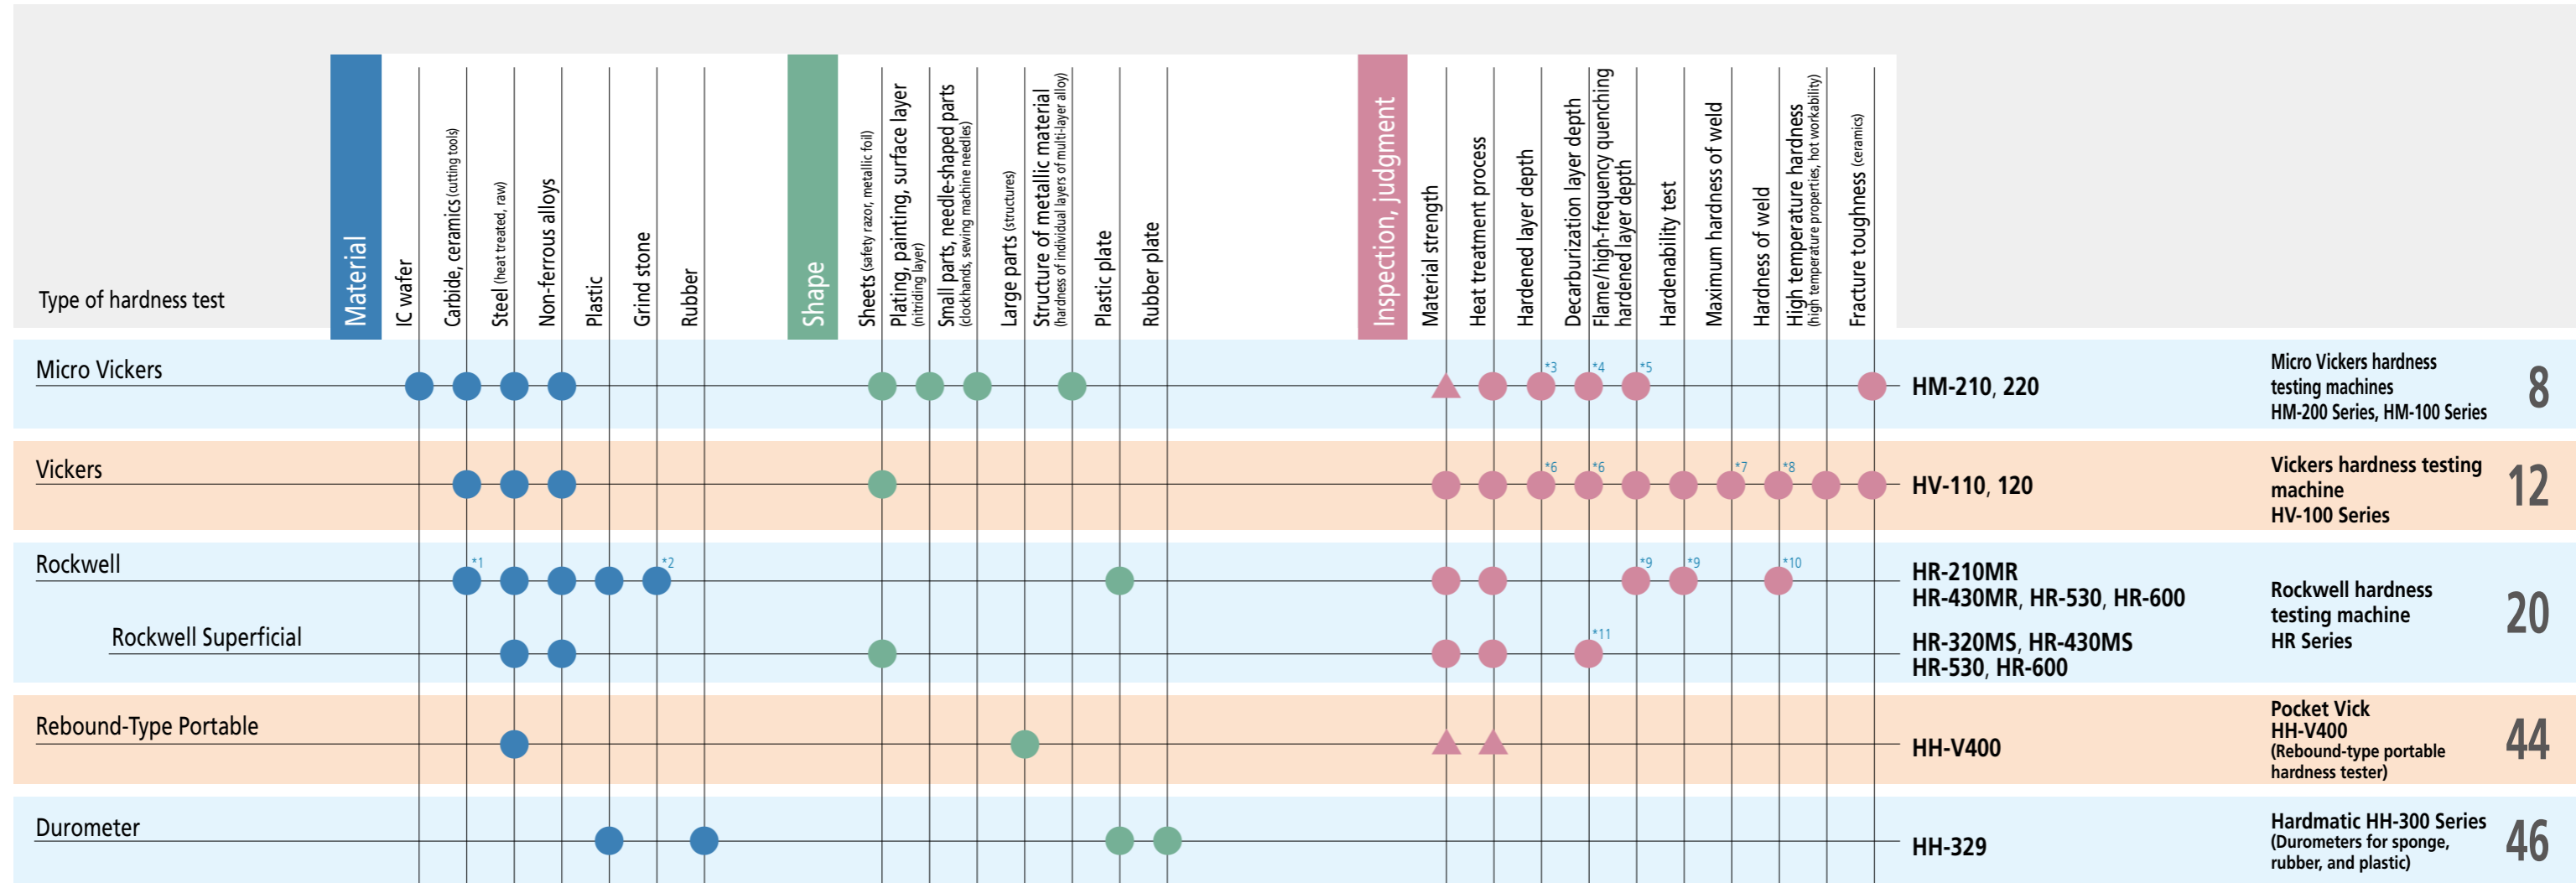 Type of hardness test
Material
IC wafer
Carbide, ceramics (cutting tools)
Steel (heat treated, raw)
Non-ferrous alloys
Plastic
Grind stone
Rubber
Shape
Sheets (safety razor, metallic foil)
Plating, painting, surface layer
(nitriding layer)
Small parts, needle-shaped parts
(clockhands, sewing machine needles)
Large parts (structures)
Structure of metallic material
(hardness of individual layers of multi-layer alloy)
Plastic plate
Rubber plate
Inspection, judgment
Material strength
Heat treatment process
Hardened layer depth
Decarburization layer depth
Flame/high-frequency quenching
hardened layer depth
Hardenability test
Maximum hardness of weld
Hardness of weld
High temperature hardness
(high temperature properties, hot workability)
Fracture toughness (ceramics)
Micro Vickers
*3 *4 *5
HM-210, 220
Micro Vickers hardness
testing machines
HM-200 Series, HM-100 Series
8
Vickers
*6 *6 *7 *8
HV-110, 120
Vickers hardness testing
machine
HV-100 Series
12
Rockwell
*1 *2 *9 *9 *10
HR-210MR
HR-430MR, HR-530, HR-600
Rockwell Superficial
*11
HR-320MS, HR-430MS
HR-530, HR-600
Rockwell hardness
testing machine
HR Series
20
Rebound-Type Portable
HH-V400
Pocket Vick
HH-V400
(Rebound-type portable
hardness tester)
44
Durometer
HH-329
Hardmatic HH-300 Series
(Durometers for sponge,
rubber, and plastic)
46